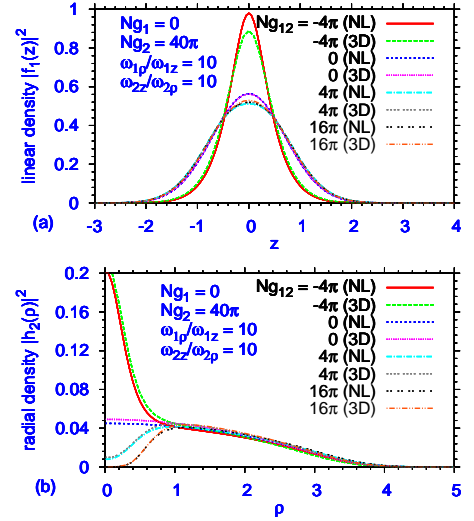 linear density |f₁(z)|²
1
0.8
0.6
0.4
0.2
0
Ng₁ = 0
Ng₂ = 40π
ω₁ρ/ω₁z = 10
ω₂z/ω₂ρ = 10
Ng₁₂ = -4π (NL)
-4π (3D)
0 (NL)
0 (3D)
4π (NL)
4π (3D)
16π (NL)
16π (3D)
-3 -2 -1 0 1 2 3 4
(a)
z
radial density |h₂(ρ)|²
0.2
0.16
0.12
0.08
0.04
0
Ng₁ = 0
Ng₂ = 40π
ω₁ρ/ω₁z = 10
ω₂z/ω₂ρ = 10
Ng₁₂ = -4π (NL)
-4π (3D)
0 (NL)
0 (3D)
4π (NL)
4π (3D)
16π (NL)
16π (3D)
0 1 2 3 4 5
(b)
ρ